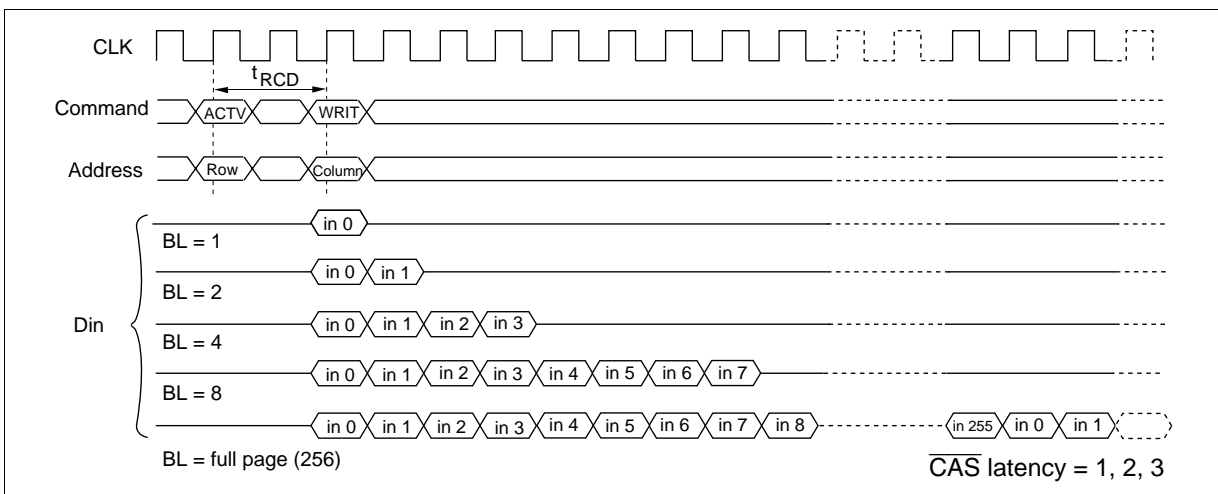 CLK
tRCD
Command ACTV WRIT
Address Row Column
in 0
BL = 1
in 0 in 1
BL = 2
Din
in 0 in 1 in 2 in 3
BL = 4
in 0 in 1 in 2 in 3 in 4 in 5 in 6 in 7
BL = 8
in 0 in 1 in 2 in 3 in 4 in 5 in 6 in 7 in 8 in 255 in 0 in 1
BL = full page (256)
C̅A̅S̅ latency = 1, 2, 3